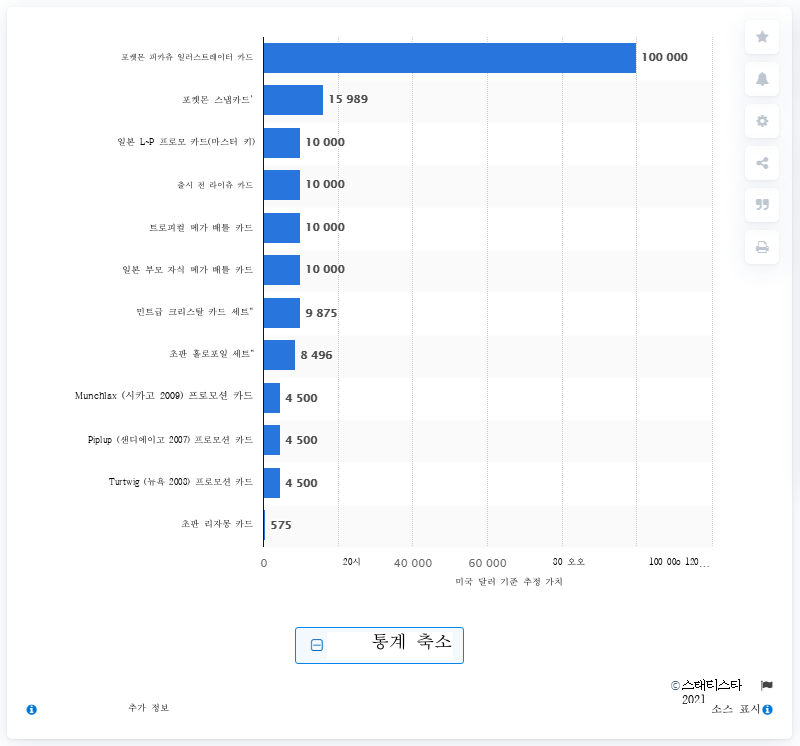 포켓몬 피카츄 일러스트레이터 카드
100 000
포켓몬 스냅카드'
15 989
일본 L-P 프로모 카드(마스터 키)
10 000
출시 전 라이츄 카드
10 000
트로피컬 메가 배틀 카드
10 000
일본 부모 자식 메가 배틀 카드
10 000
민트급 크리스탈 카드 세트"
9 875
초판 홀로포일 세트"
8 496
Munchlax (시카고 2009) 프로모션 카드
4 500
Piplup (샌디에이고 2007) 프로모션 카드
4 500
Turtwig (뉴욕 2008) 프로모션 카드
4 500
초판 리자몽 카드
575
0 20시 40 000 60 000 80 오오 100 00o 120...
미국 달러 기준 추정 가치
통계 축소
© 스태티스타 2021
추가 정보
소스 표시